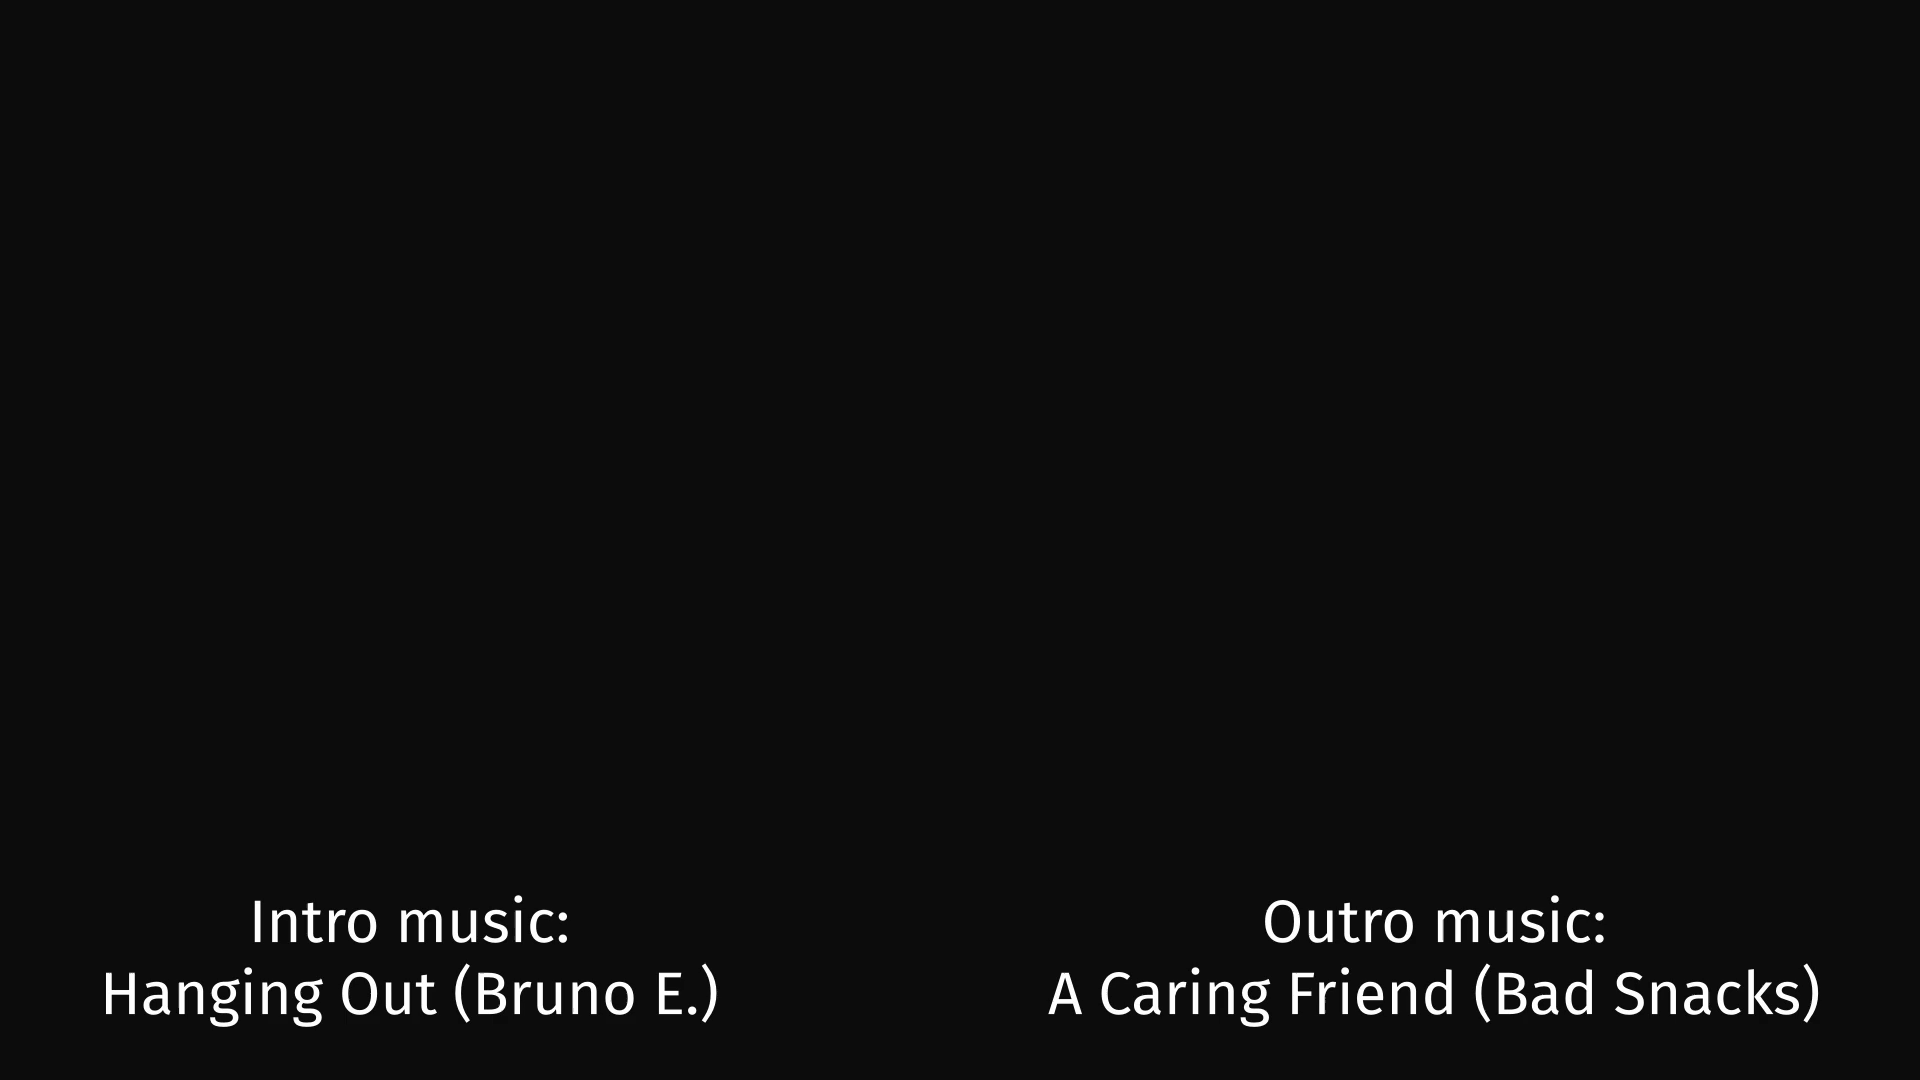 Intro music:
Hanging Out (Bruno E.)
Outro music:
A Caring Friend (Bad Snacks)